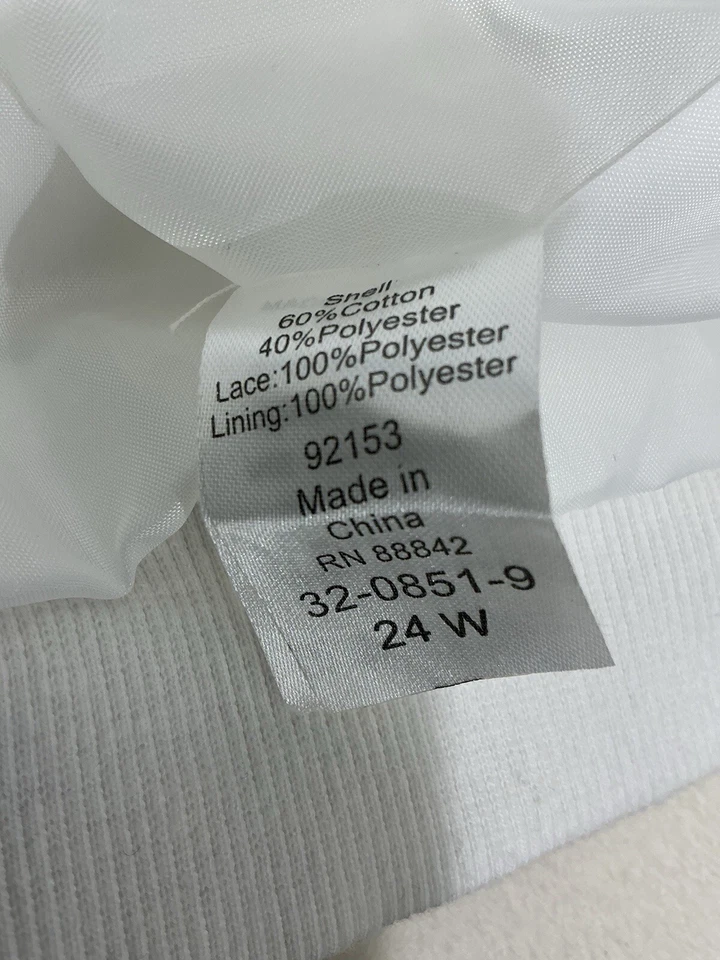 Shell
60%Cotton
40%Polyester
Lace:100%Polyester
Lining:100%Polyester
92153
Made in
China
RN 88842
32-0851-9
24 W